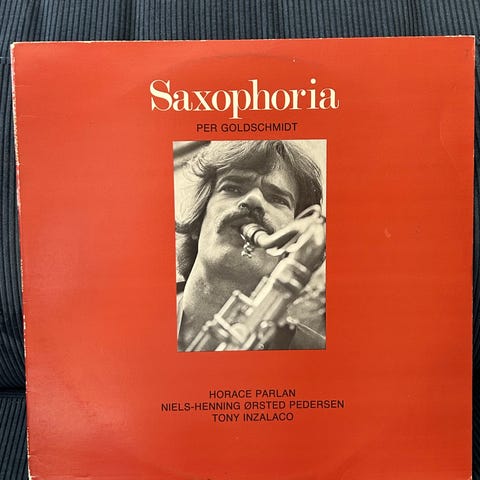 Saxophoria
PER GOLDSCHMIDT
HORACE PARLAN
NIELS-HENNING ØRSTED PEDERSEN
TONY INZALACO